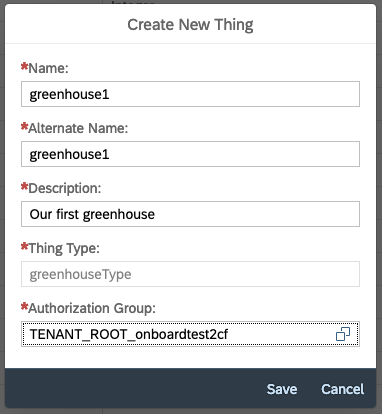 Create New Thing
*Name:
greenhouse1
*Alternate Name:
greenhouse1
*Description:
Our first greenhouse
*Thing Type:
greenhouseType
*Authorization Group:
TENANT_ROOT_onboardtest2cf
Save Cancel